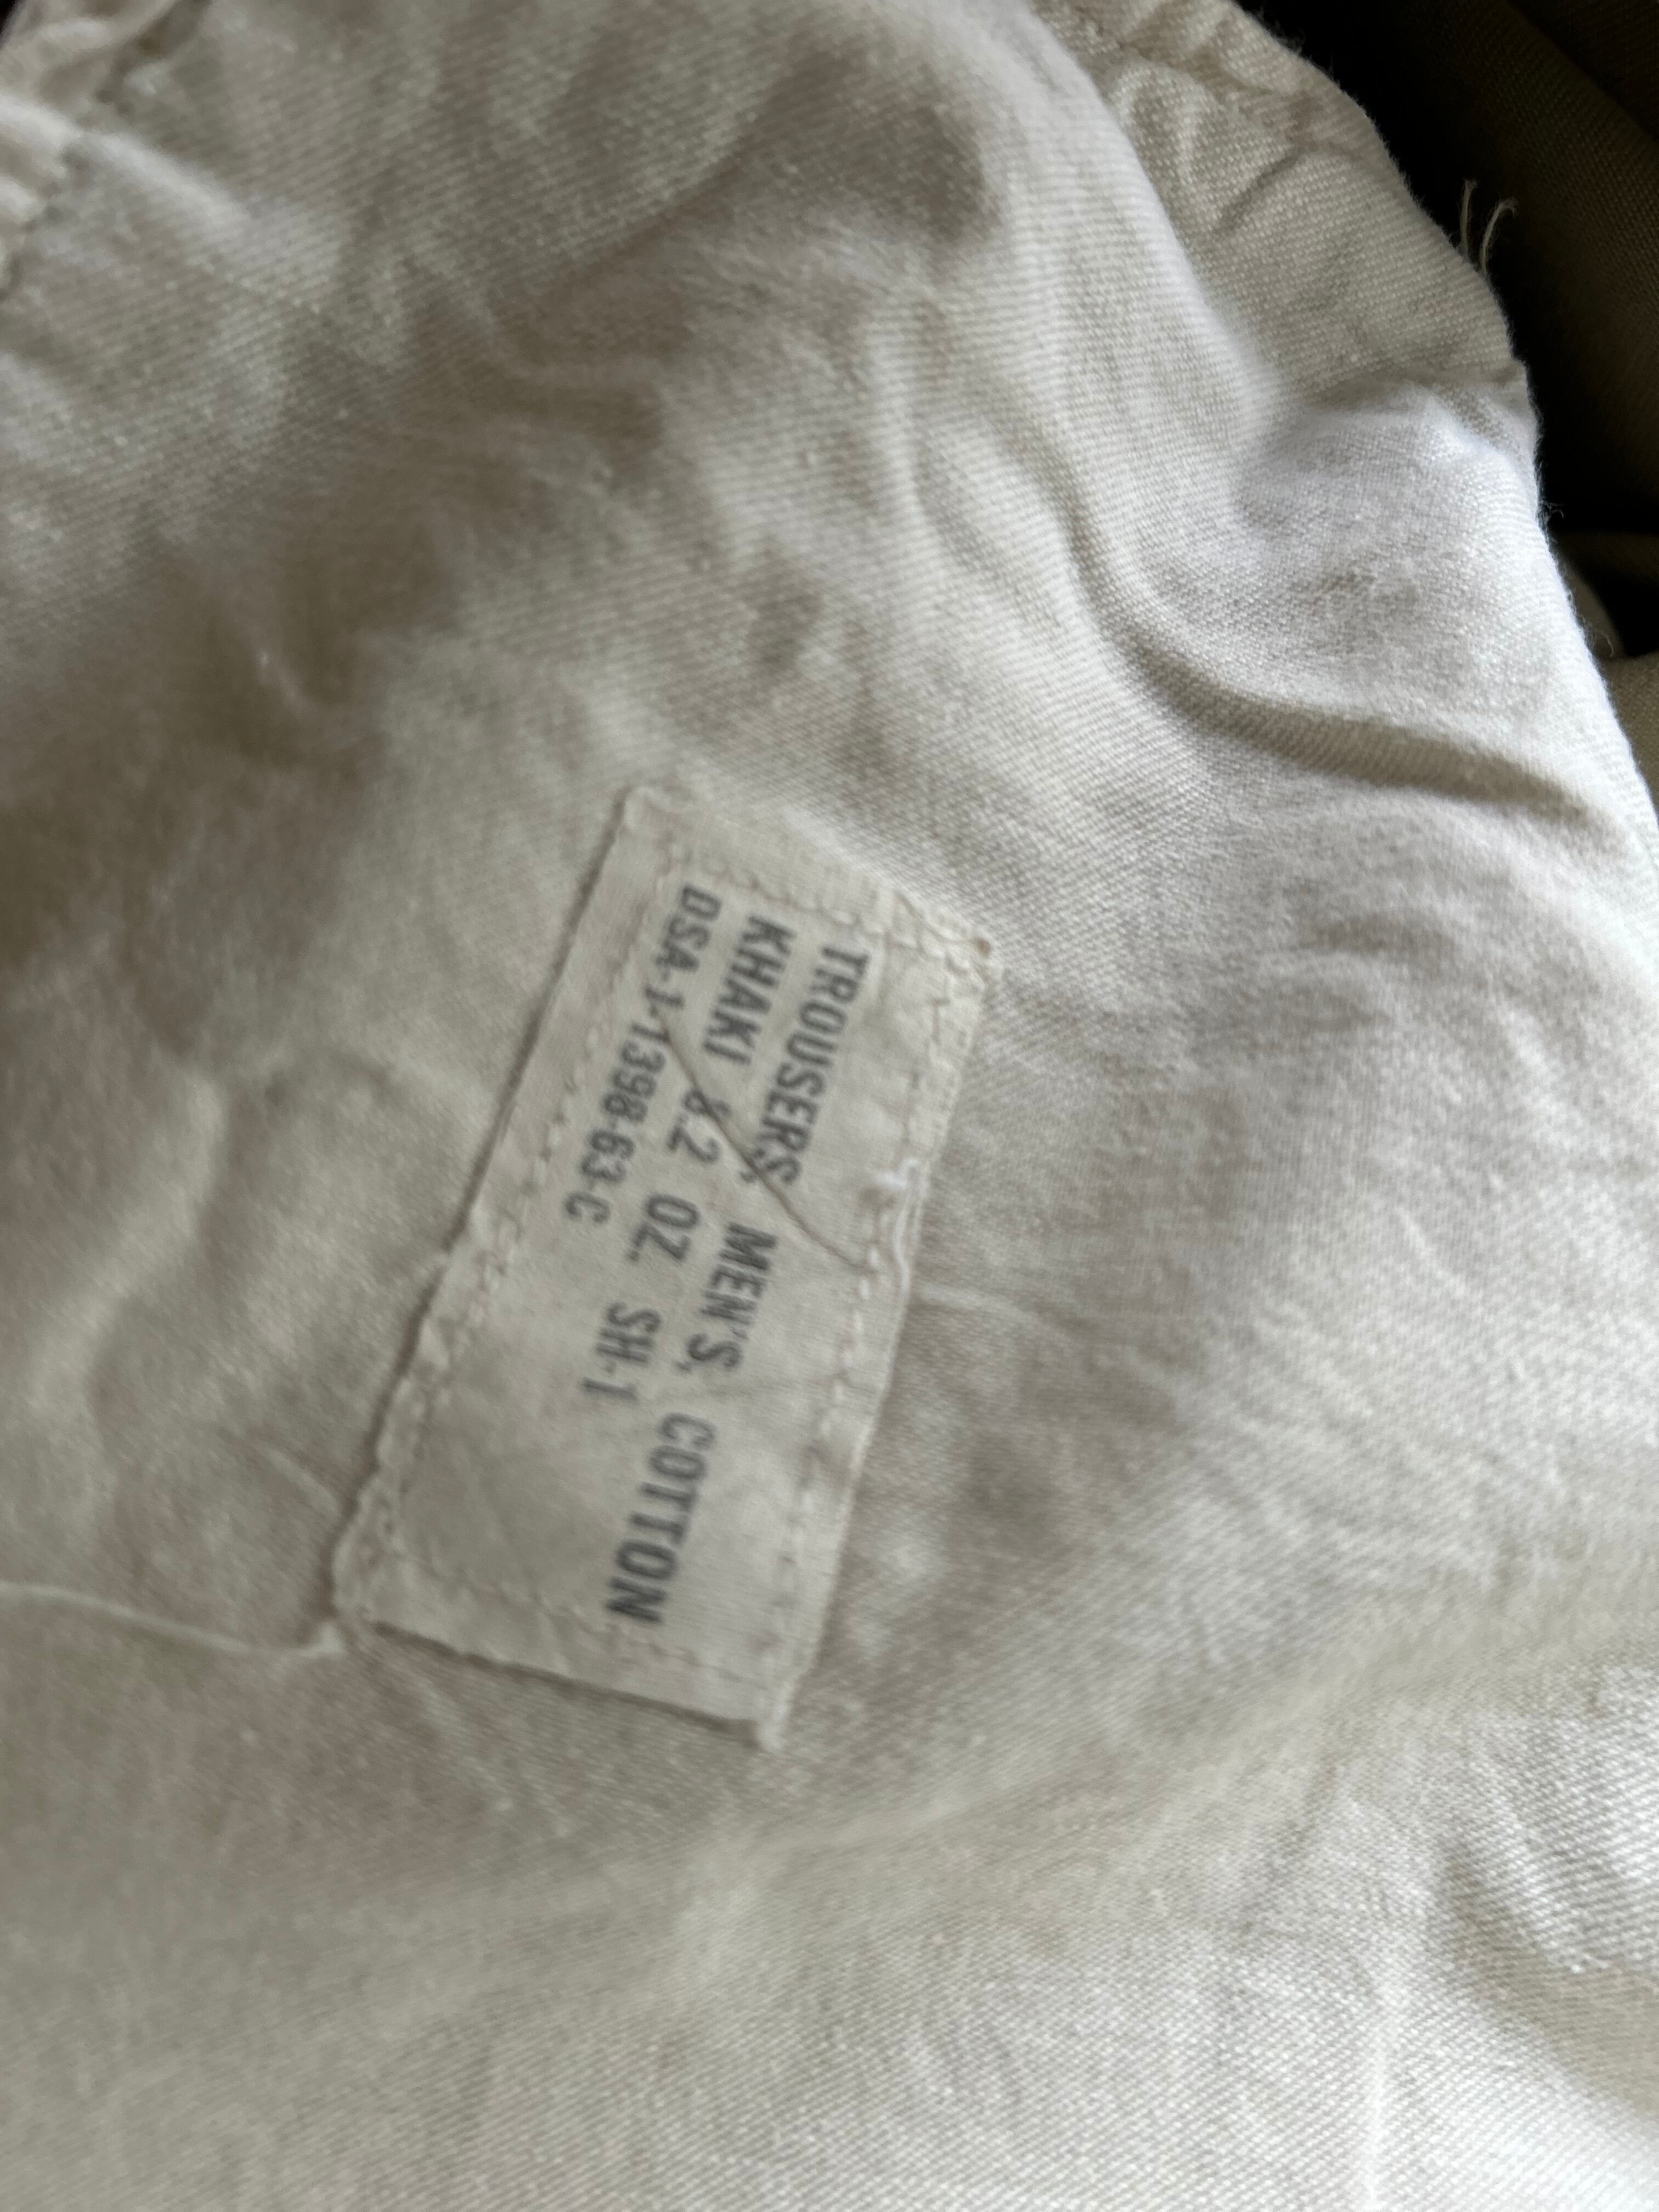 TROUSERS, MEN'S, COTTON
KHAKI 8.2 OZ. SH-1
DSA-1-1398-63-C